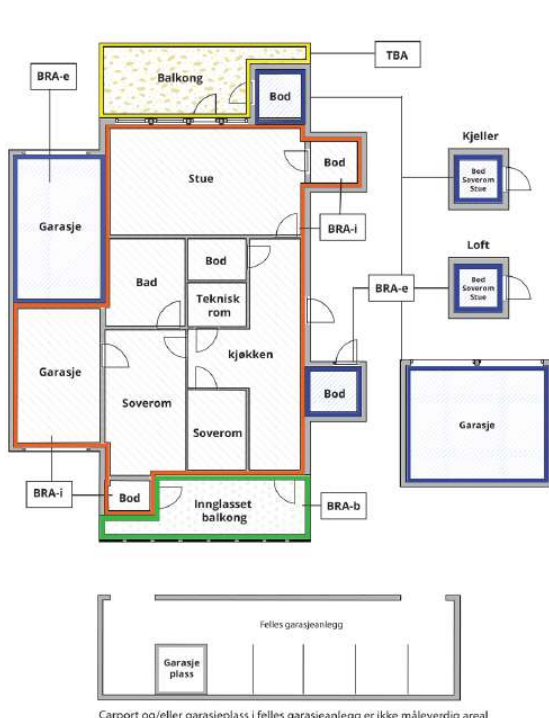 TBA
Balkong
BRA-e
Bod
Kjeller
Stue
Bod
Bod
Soverom
Stue
Garasje
BRA-i
Loft
Bod
Bad
Teknisk
rom
BRA-e
Bod
Soverom
Stue
kjøkken
Garasje
Bod
Soverom
Garasje
Soverom
BRA-i
Bod
Innglasset
balkong
BRA-b
Felles garasjeanlegg
Garasje
plass
Carport og/eller garasjeplass i felles garasjeanlegg er ikke måleverdig areal